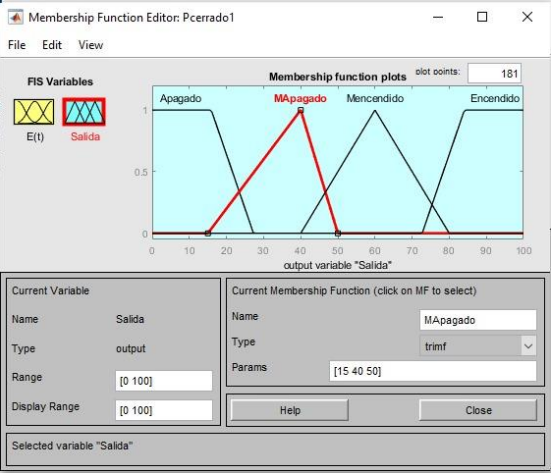 Membership Function Editor: Pcerrado1
File Edit View
FIS Variables
E(t) Salida
Membership function plots plot points: 181
Apagado MApagado Mencendido Encendido
1
0.5
0
0 10 20 30 40 50 60 70 80 90 100
output variable "Salida"
Current Variable
Name Salida
Type output
Range [0 100]
Display Range [0 100]
Current Membership Function (click on MF to select)
Name MApagado
Type trimf
Params [15 40 50]
Help Close
Selected variable "Salida"